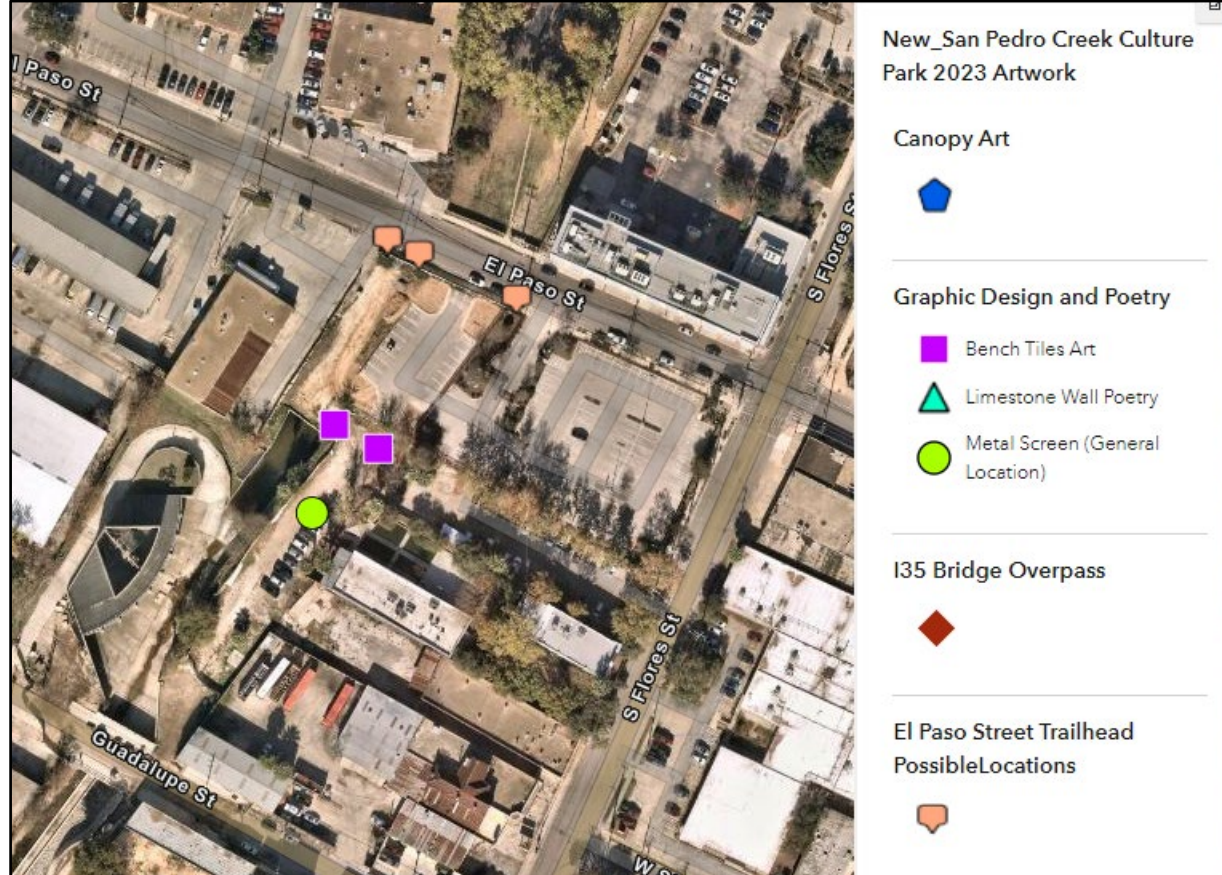 l Paso St
El Paso St
S Flores S
S Flores St
Guadalupe St
W S
New_San Pedro Creek Culture
Park 2023 Artwork
Canopy Art
Graphic Design and Poetry
Bench Tiles Art
Limestone Wall Poetry
Metal Screen (General
Location)
I35 Bridge Overpass
El Paso Street Trailhead
PossibleLocations